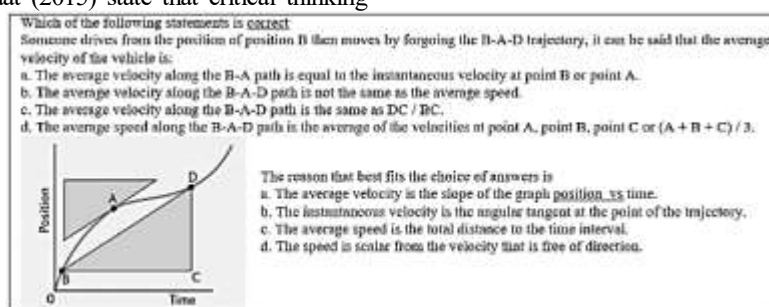 at (2015) state that critical thinking
Which of the following statements is correct
Someone drives from the position of position B then moves by forgoing the B-A-D trajectory, it can be said that the average
velocity of the vehicle is:
a. The average velocity along the B-A path is equal to the instantaneous velocity at point B or point A.
b. The average velocity along the B-A-D path is not the same as the average speed.
c. The average velocity along the B-A-D path is the same as DC / BC.
d. The average speed along the B-A-D path is the average of the velocities at point A, point B, point C or (A + B + C) / 3.
The reason that best fits the choice of answers is
a. The average velocity is the slope of the graph position vs time.
b. The instantaneous velocity is the angular tangent at the point of the trajectory.
c. The average speed is the total distance to the time interval.
d. The speed is scalar from the velocity that is free of direction.
Position
A
D
B
C
0
Time